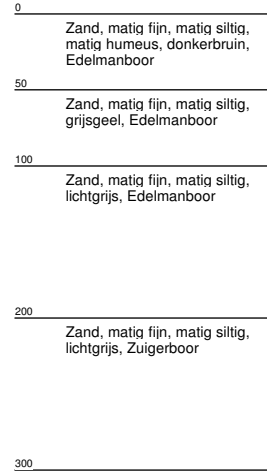 0
Zand, matig fijn, matig siltig,
matig humeus, donkerbruin,
Edelmanboor
50
Zand, matig fijn, matig siltig,
grijsgeel, Edelmanboor
100
Zand, matig fijn, matig siltig,
lichtgrijs, Edelmanboor
200
Zand, matig fijn, matig siltig,
lichtgrijs, Zuigerboor
300